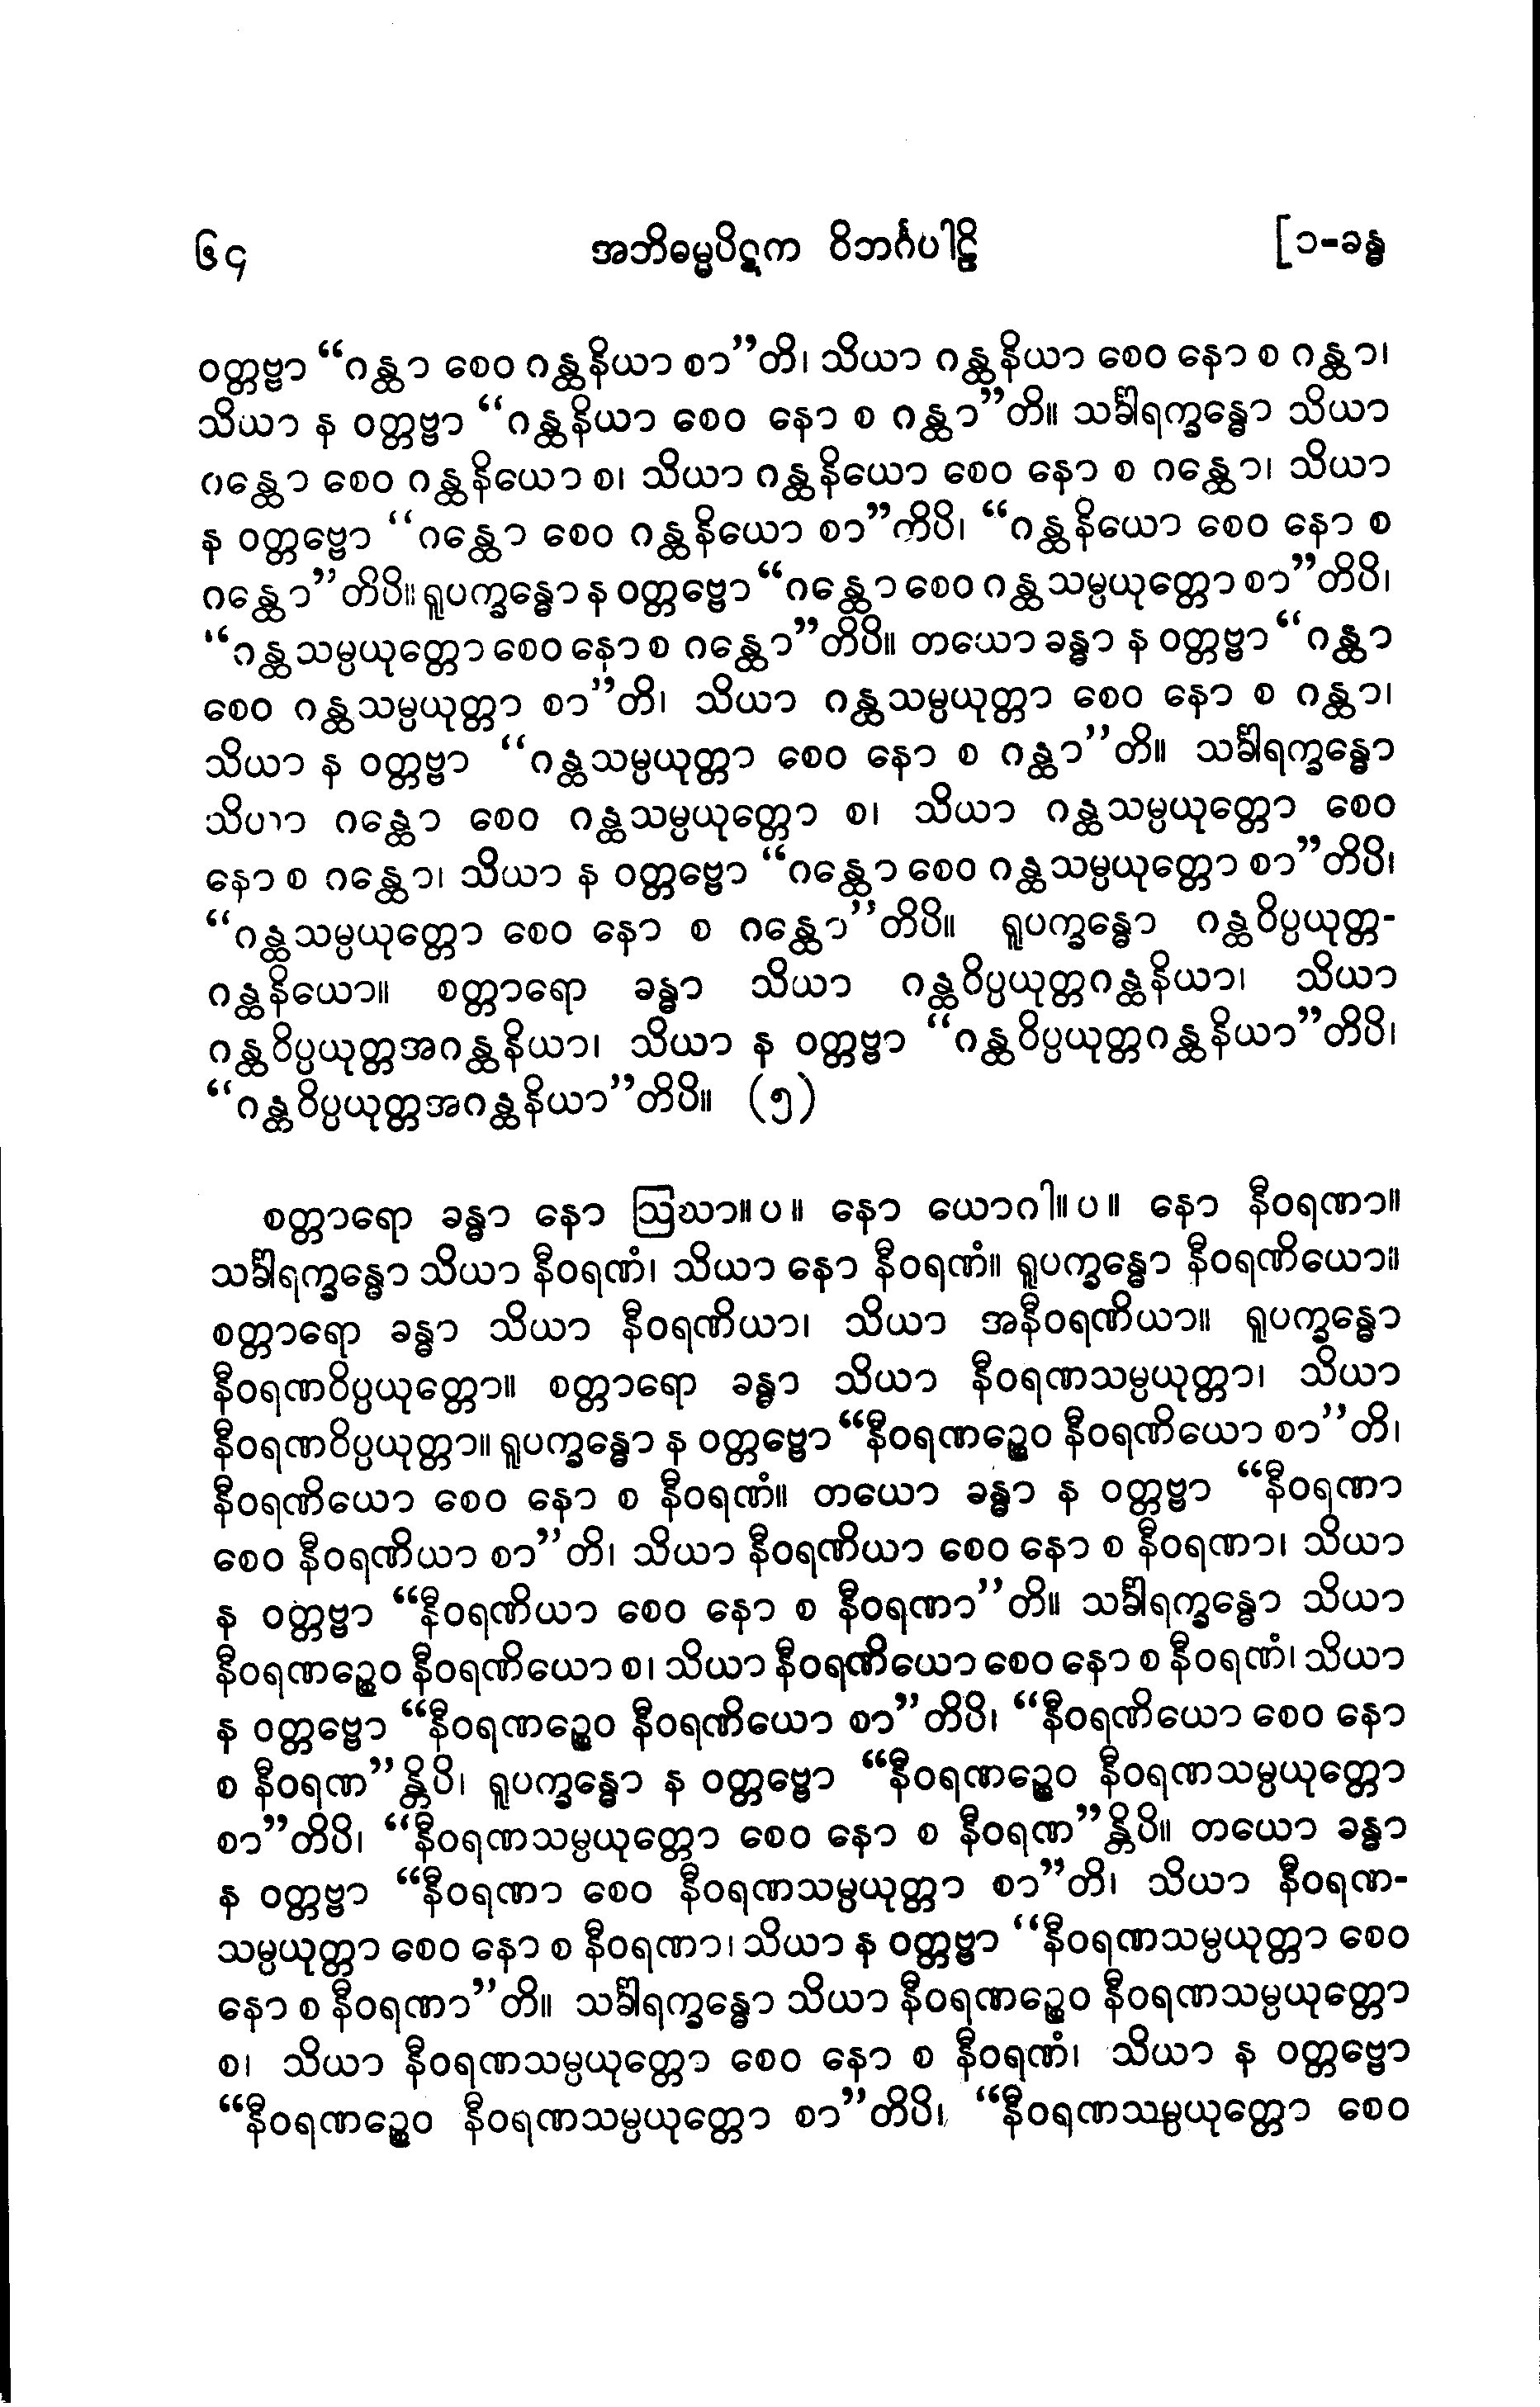 ၆၄ အဘိဓမ္မပိဋက ဝိဘင်္ဂပါဠိ [၁-ခန္ဓ
ဝတ္တဗ္ဗာ “ဂန္ထာ စေဝ ဂန္ထနိယာ စာ”တိ၊ သိယာ ဂန္ထနိယာ စေဝ နော စ ဂန္ထာ၊
သိယာ န ဝတ္တဗ္ဗာ “ဂန္ထနိယာ စေဝ နော စ ဂန္ထာ”တိ။ သင်္ခါရက္ခန္ဓော သိယာ
ဂန္ထော စေဝ ဂန္ထနိယော စ၊ သိယာ ဂန္ထနိယော စေဝ နော စ ဂန္ထော၊ သိယာ
န ဝတ္တဗ္ဗော “ဂန္ထော စေဝ ဂန္ထနိယော စာ”တိပိ၊ “ဂန္ထနိယော စေဝ နော စ
ဂန္ထော”တိပိ။ ရူပက္ခန္ဓော န ဝတ္တဗ္ဗော “ဂန္ထော စေဝ ဂန္ထသမ္ပယုတ္တော စာ”တိပိ၊
“ဂန္ထသမ္ပယုတ္တော စေဝ နော စ ဂန္ထော”တိပိ။ တယော ခန္ဓာ န ဝတ္တဗ္ဗာ “ဂန္ထာ
စေဝ ဂန္ထသမ္ပယုတ္တာ စာ”တိ၊ သိယာ ဂန္ထသမ္ပယုတ္တာ စေဝ နော စ ဂန္ထာ၊
သိယာ န ဝတ္တဗ္ဗာ “ဂန္ထသမ္ပယုတ္တာ စေဝ နော စ ဂန္ထာ”တိ။ သင်္ခါရက္ခန္ဓော
သိယာ ဂန္ထော စေဝ ဂန္ထသမ္ပယုတ္တော စ၊ သိယာ ဂန္ထသမ္ပယုတ္တော စေဝ
နော စ ဂန္ထော၊ သိယာ န ဝတ္တဗ္ဗော “ဂန္ထော စေဝ ဂန္ထသမ္ပယုတ္တော စာ”တိပိ၊
“ဂန္ထသမ္ပယုတ္တော စေဝ နော စ ဂန္ထော”တိပိ။ ရူပက္ခန္ဓော ဂန္ထဝိပ္ပယုတ္တ-
ဂန္ထနိယော။ စတ္တာရော ခန္ဓာ သိယာ ဂန္ထဝိပ္ပယုတ္တဂန္ထနိယာ၊ သိယာ
ဂန္ထဝိပ္ပယုတ္တအဂန္ထနိယာ၊ သိယာ န ဝတ္တဗ္ဗာ “ဂန္ထဝိပ္ပယုတ္တဂန္ထနိယာ”တိပိ၊
“ဂန္ထဝိပ္ပယုတ္တအဂန္ထနိယာ”တိပိ။ (၅)
စတ္တာရော ခန္ဓာ နော ဩဃာ။ ပ ။ နော ယောဂါ။ ပ ။ နော နီဝရဏာ။
သင်္ခါရက္ခန္ဓော သိယာ နီဝရဏံ၊ သိယာ နော နီဝရဏံ။ ရူပက္ခန္ဓော နီဝရဏိယော။
စတ္တာရော ခန္ဓာ သိယာ နီဝရဏိယာ၊ သိယာ အနီဝရဏိယာ။ ရူပက္ခန္ဓော
နီဝရဏဝိပ္ပယုတ္တော။ စတ္တာရော ခန္ဓာ သိယာ နီဝရဏသမ္ပယုတ္တာ၊ သိယာ
နီဝရဏဝိပ္ပယုတ္တာ။ ရူပက္ခန္ဓော န ဝတ္တဗ္ဗော “နီဝရဏဉ္စေဝ နီဝရဏိယော စာ”တိ၊
နီဝရဏိယော စေဝ နော စ နီဝရဏံ။ တယော ခန္ဓာ န ဝတ္တဗ္ဗာ “နီဝရဏာ
စေဝ နီဝရဏိယာ စာ”တိ၊ သိယာ နီဝရဏိယာ စေဝ နော စ နီဝရဏာ၊ သိယာ
န ဝတ္တဗ္ဗာ “နီဝရဏိယာ စေဝ နော စ နီဝရဏာ”တိ။ သင်္ခါရက္ခန္ဓော သိယာ
နီဝရဏဉ္စေဝ နီဝရဏိယော စ၊ သိယာ နီဝရဏိယော စေဝ နော စ နီဝရဏံ၊ သိယာ
န ဝတ္တဗ္ဗော “နီဝရဏဉ္စေဝ နီဝရဏိယော စာ”တိပိ၊ “နီဝရဏိယော စေဝ နော
စ နီဝရဏ”န္တိပိ၊ ရူပက္ခန္ဓော န ဝတ္တဗ္ဗော “နီဝရဏဉ္စေဝ နီဝရဏသမ္ပယုတ္တော
စာ”တိပိ၊ “နီဝရဏသမ္ပယုတ္တော စေဝ နော စ နီဝရဏ”န္တိပိ။ တယော ခန္ဓာ
န ဝတ္တဗ္ဗာ “နီဝရဏာ စေဝ နီဝရဏသမ္ပယုတ္တာ စာ”တိ၊ သိယာ နီဝရဏ-
သမ္ပယုတ္တာ စေဝ နော စ နီဝရဏာ၊ သိယာ န ဝတ္တဗ္ဗာ “နီဝရဏသမ္ပယုတ္တာ စေဝ
နော စ နီဝရဏာ”တိ။ သင်္ခါရက္ခန္ဓော သိယာ နီဝရဏဉ္စေဝ နီဝရဏသမ္ပယုတ္တော
စ၊ သိယာ နီဝရဏသမ္ပယုတ္တော စေဝ နော စ နီဝရဏံ၊ သိယာ န ဝတ္တဗ္ဗော
“နီဝရဏဉ္စေဝ နီဝရဏသမ္ပယုတ္တော စာ”တိပိ၊ “နီဝရဏသမ္ပယုတ္တော စေဝ